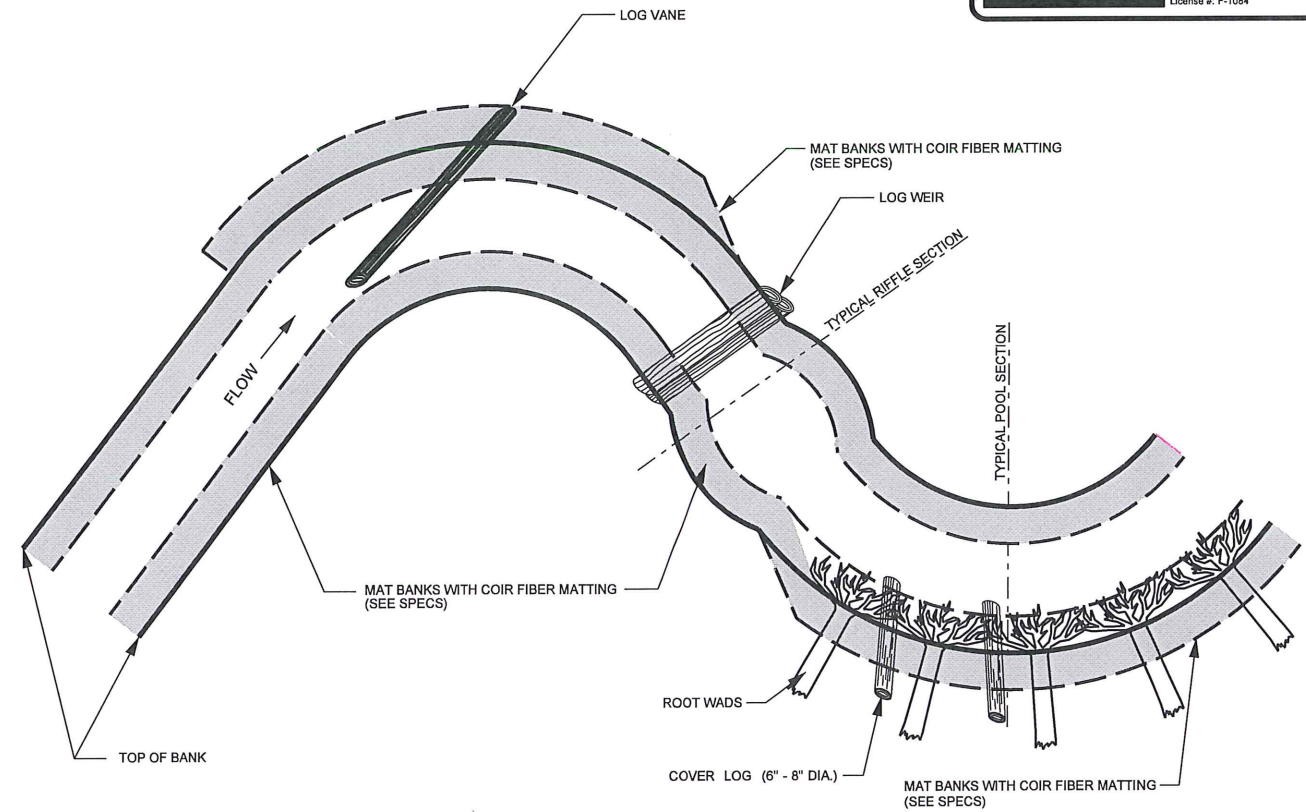 License #: F-1084
LOG VANE
MAT BANKS WITH COIR FIBER MATTING
(SEE SPECS)
LOG WEIR
TYPICAL RIFFLE SECTION
TYPICAL POOL SECTION
FLOW
MAT BANKS WITH COIR FIBER MATTING
(SEE SPECS)
ROOT WADS
TOP OF BANK
COVER LOG (6" - 8" DIA.)
MAT BANKS WITH COIR FIBER MATTING
(SEE SPECS)